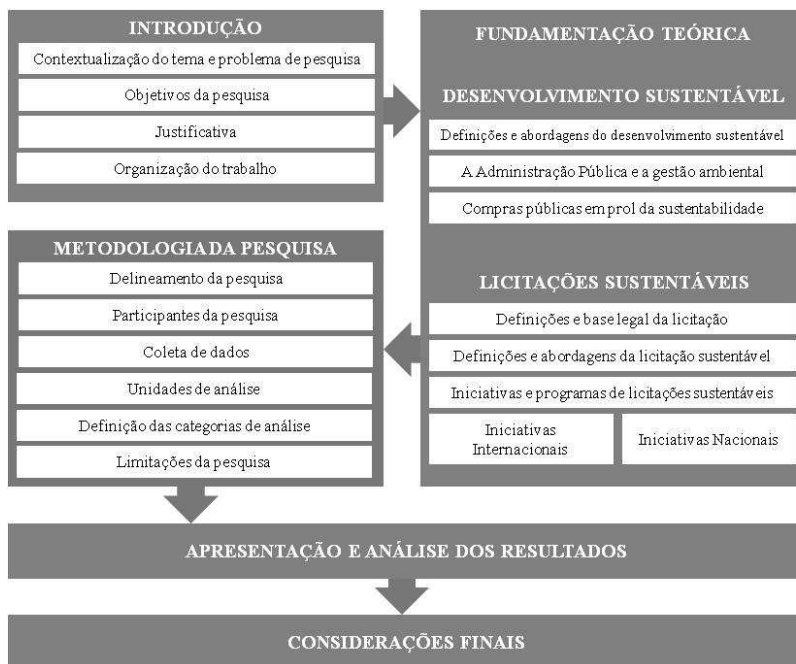 INTRODUÇÃO
Contextualização do tema e problema de pesquisa
Objetivos da pesquisa
Justificativa
Organização do trabalho
FUNDAMENTAÇÃO TEÓRICA
DESENVOLVIMENTO SUSTENTÁVEL
Definições e abordagens do desenvolvimento sustentável
A Administração Pública e a gestão ambiental
Compras públicas em prol da sustentabilidade
LICITAÇÕES SUSTENTÁVEIS
Definições e base legal da licitação
Definições e abordagens da licitação sustentável
Iniciativas e programas de licitações sustentáveis
Iniciativas
Internacionais
Iniciativas Nacionais
METODOLOGIA DA PESQUISA
Delineamento da pesquisa
Participantes da pesquisa
Coleta de dados
Unidades de análise
Definição das categorias de análise
Limitações da pesquisa
APRESENTAÇÃO E ANÁLISE DOS RESULTADOS
CONSIDERAÇÕES FINAIS